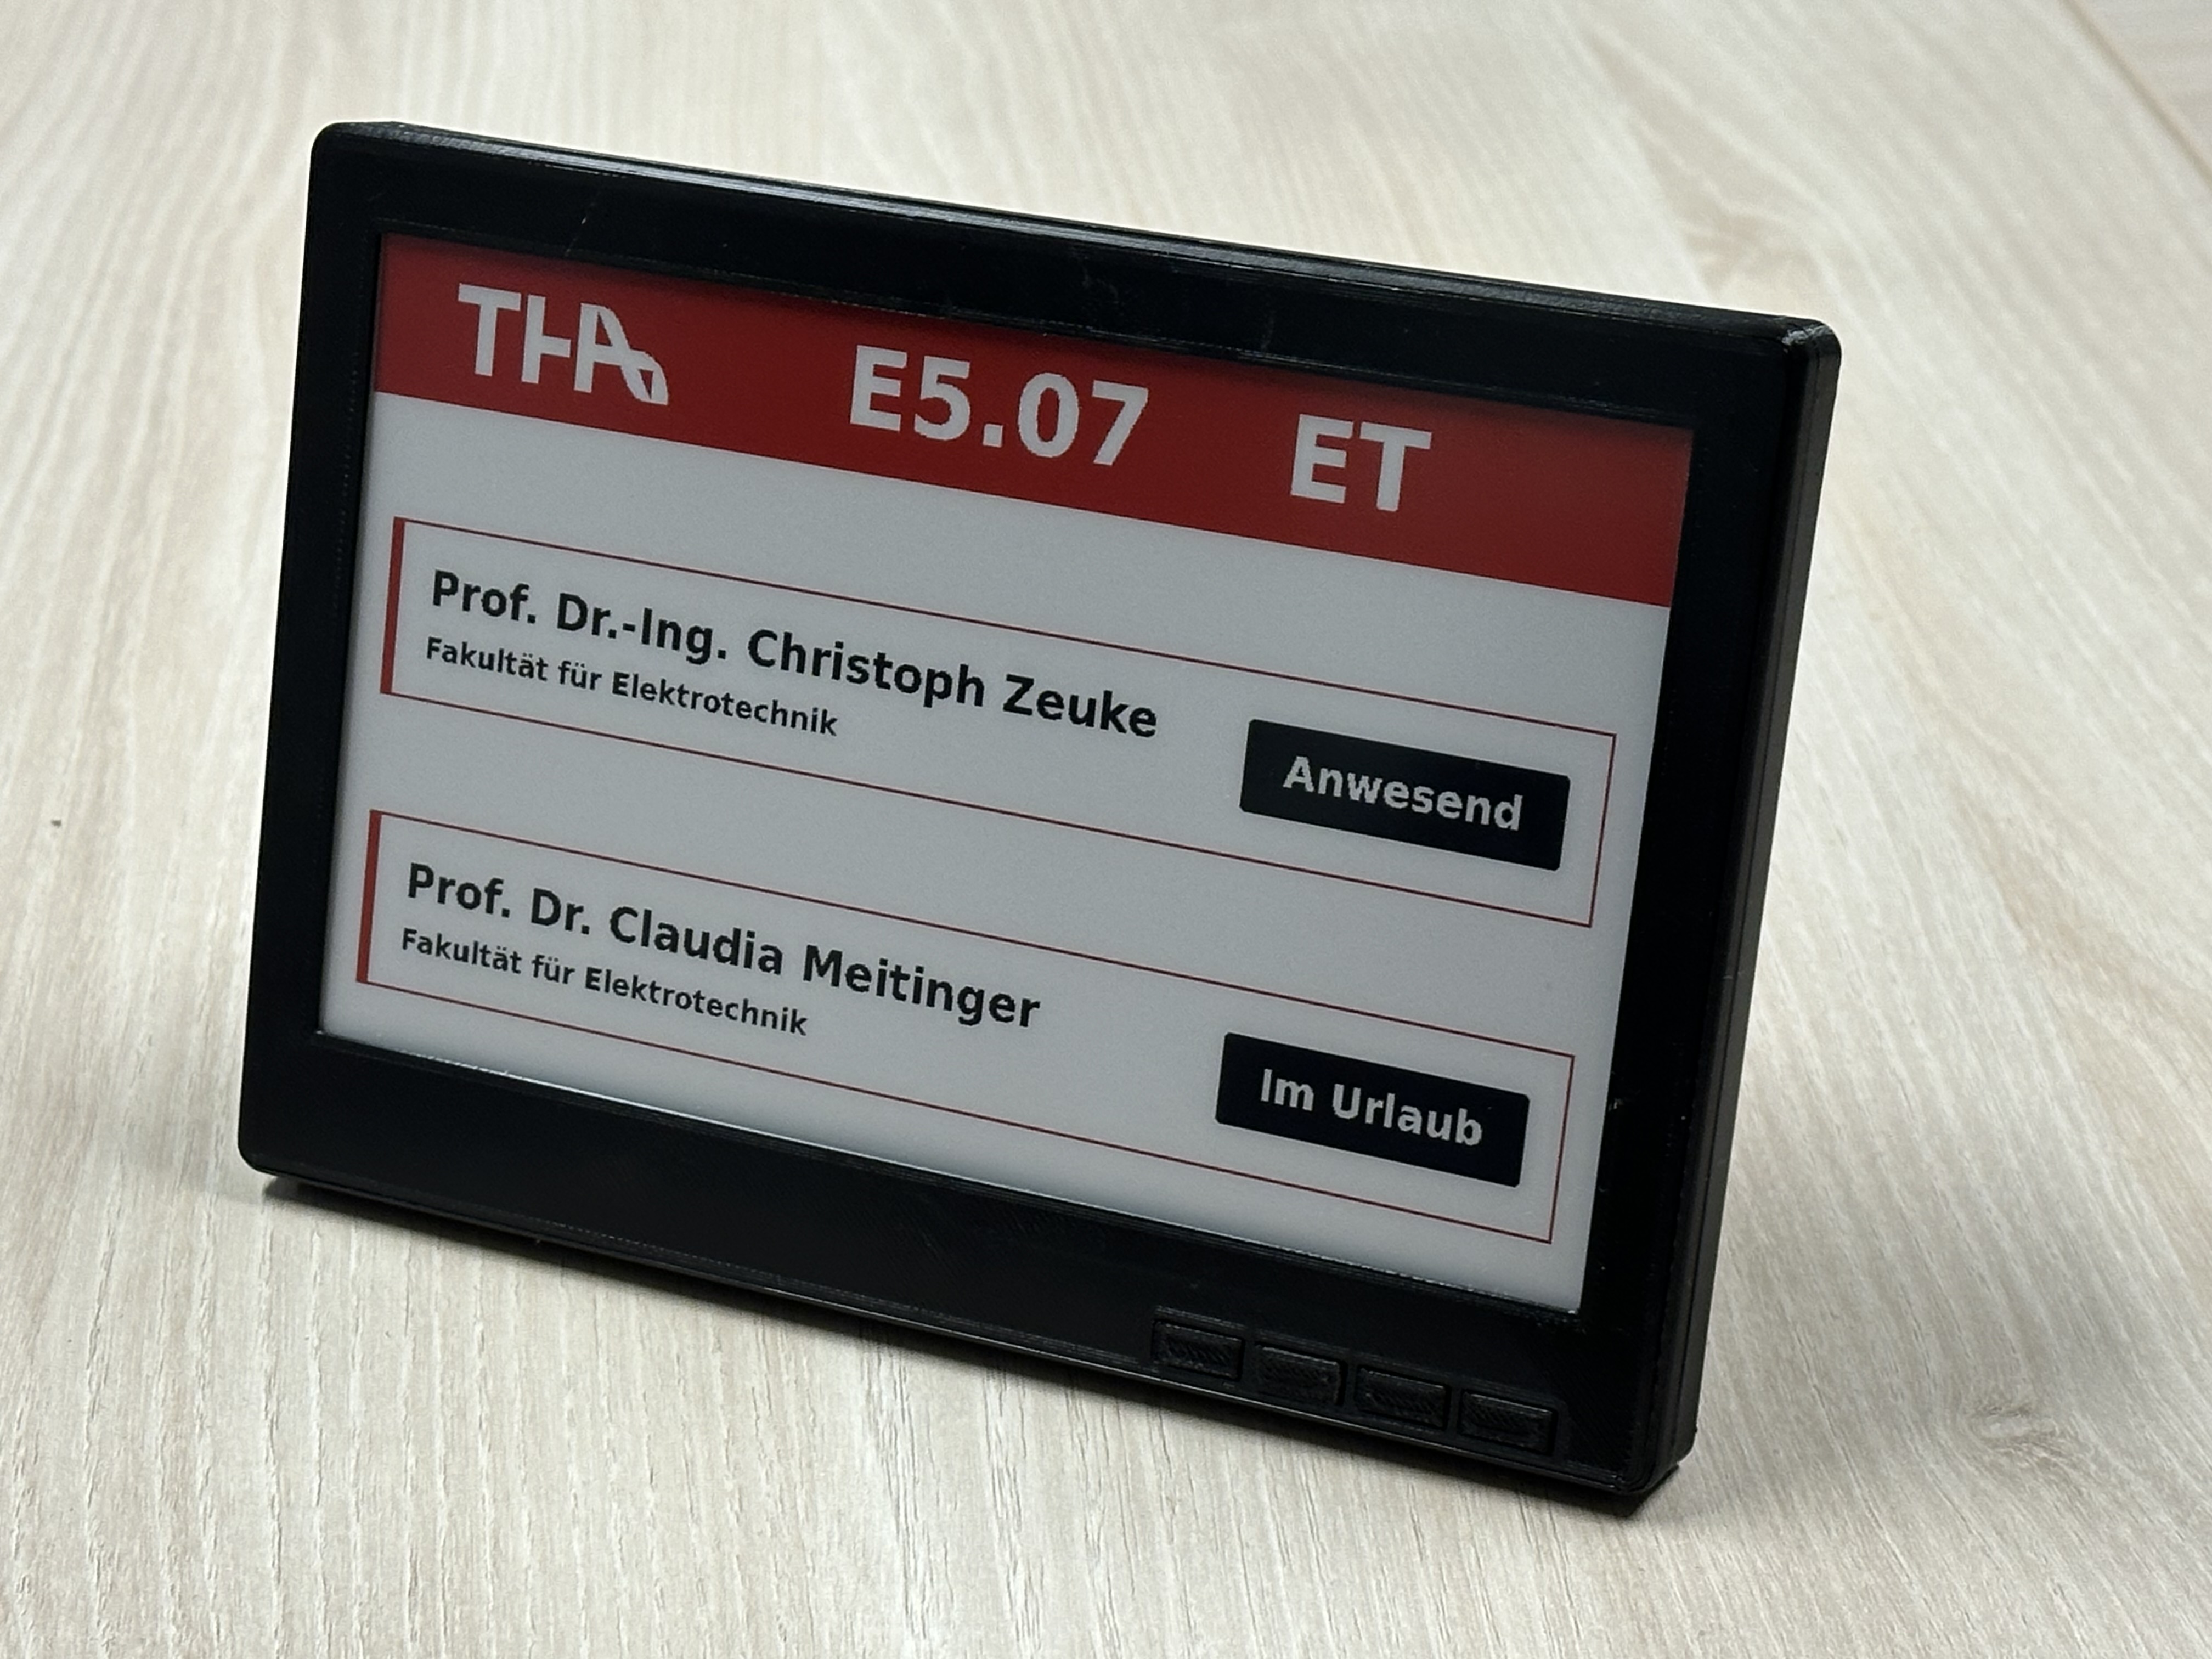 THA E5.07 ET
Prof. Dr.-Ing. Christoph Zeuke
Fakultät für Elektrotechnik
Anwesend
Prof. Dr. Claudia Meitinger
Fakultät für Elektrotechnik
Im Urlaub